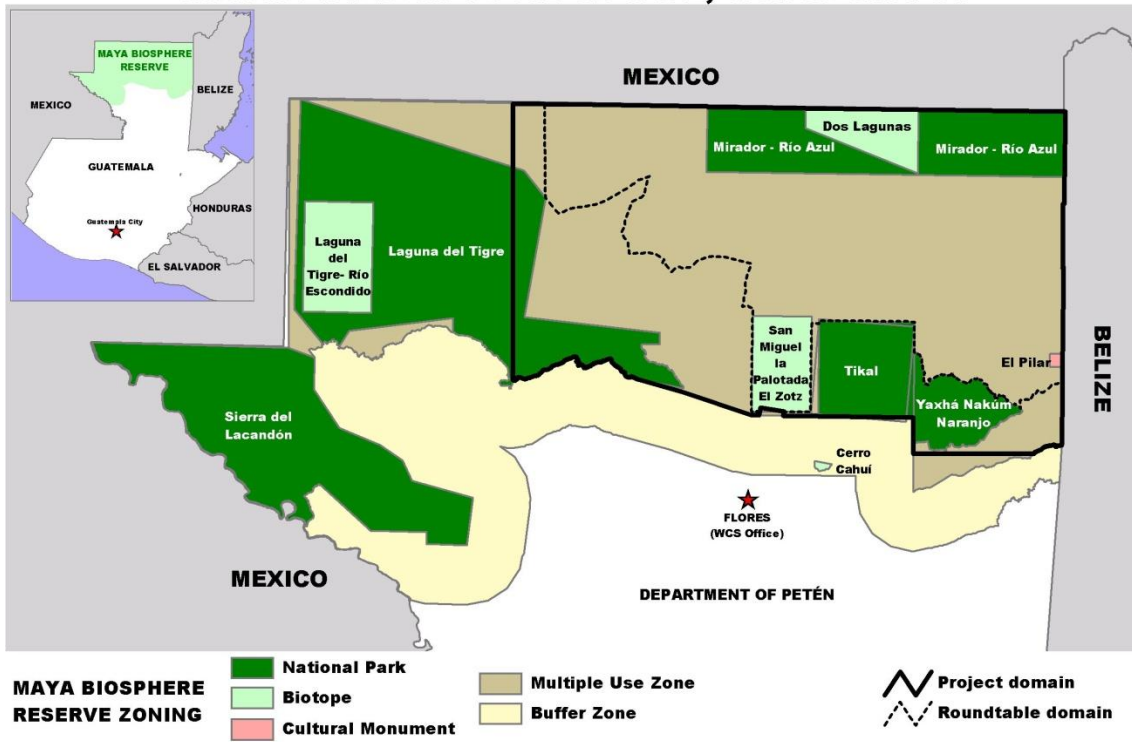 MAYA BIOSPHERE
RESERVE
MEXICO
BELIZE
GUATEMALA
Guatemala City
HONDURAS
EL SALVADOR
MEXICO
Dos Lagunas
Mirador - Río Azul
Mirador - Río Azul
Laguna
del
Tigre- Río
Escondido
Laguna del Tigre
San
Miguel
la
Palotada
El Zotz
Tikal
El Pilar
Yaxhá Nakúm
Naranjo
BELIZE
Sierra del
Lacandón
Cerro
Cahuí
FLORES
(WCS Office)
MEXICO
DEPARTMENT OF PETÉN
MAYA BIOSPHERE
RESERVE ZONING
National Park
Biotope
Cultural Monument
Multiple Use Zone
Buffer Zone
Project domain
Roundtable domain